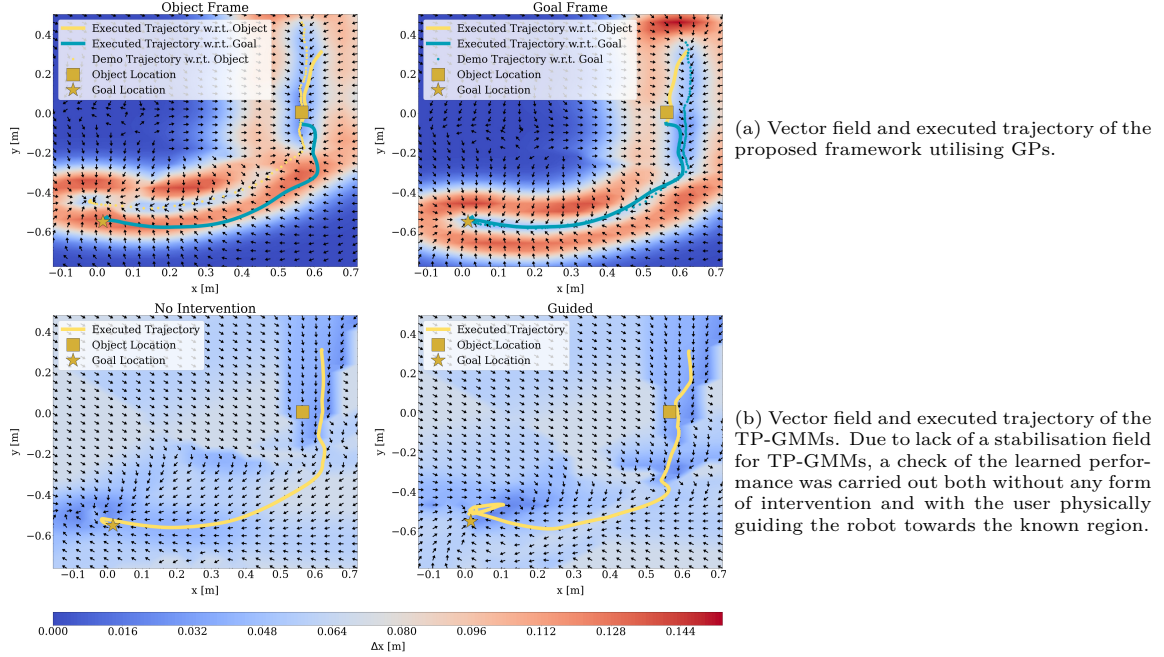 Object Frame
Executed Trajectory w.r.t. Object
Executed Trajectory w.r.t. Goal
Demo Trajectory w.r.t. Object
Object Location
Goal Location
0.4
0.2
0.0
−0.2
−0.4
−0.6
y [m]
−0.1 0.0 0.1 0.2 0.3 0.4 0.5 0.6 0.7
x [m]
Goal Frame
Executed Trajectory w.r.t. Object
Executed Trajectory w.r.t. Goal
Demo Trajectory w.r.t. Goal
Object Location
Goal Location
0.4
0.2
0.0
−0.2
−0.4
−0.6
y [m]
−0.1 0.0 0.1 0.2 0.3 0.4 0.5 0.6 0.7
x [m]
(a) Vector field and executed trajectory of the
proposed framework utilising GPs.
No Intervention
Executed Trajectory
Object Location
Goal Location
0.4
0.2
0.0
−0.2
−0.4
−0.6
y [m]
−0.1 0.0 0.1 0.2 0.3 0.4 0.5 0.6 0.7
x [m]
Guided
Executed Trajectory
Object Location
Goal Location
0.4
0.2
0.0
−0.2
−0.4
−0.6
y [m]
−0.1 0.0 0.1 0.2 0.3 0.4 0.5 0.6 0.7
x [m]
(b) Vector field and executed trajectory of the
TP-GMMs. Due to lack of a stabilisation field
for TP-GMMs, a check of the learned perfor-
mance was carried out both without any form
of intervention and with the user physically
guiding the robot towards the known region.
0.000 0.016 0.032 0.048 0.064 0.080 0.096 0.112 0.128 0.144
Δx [m]